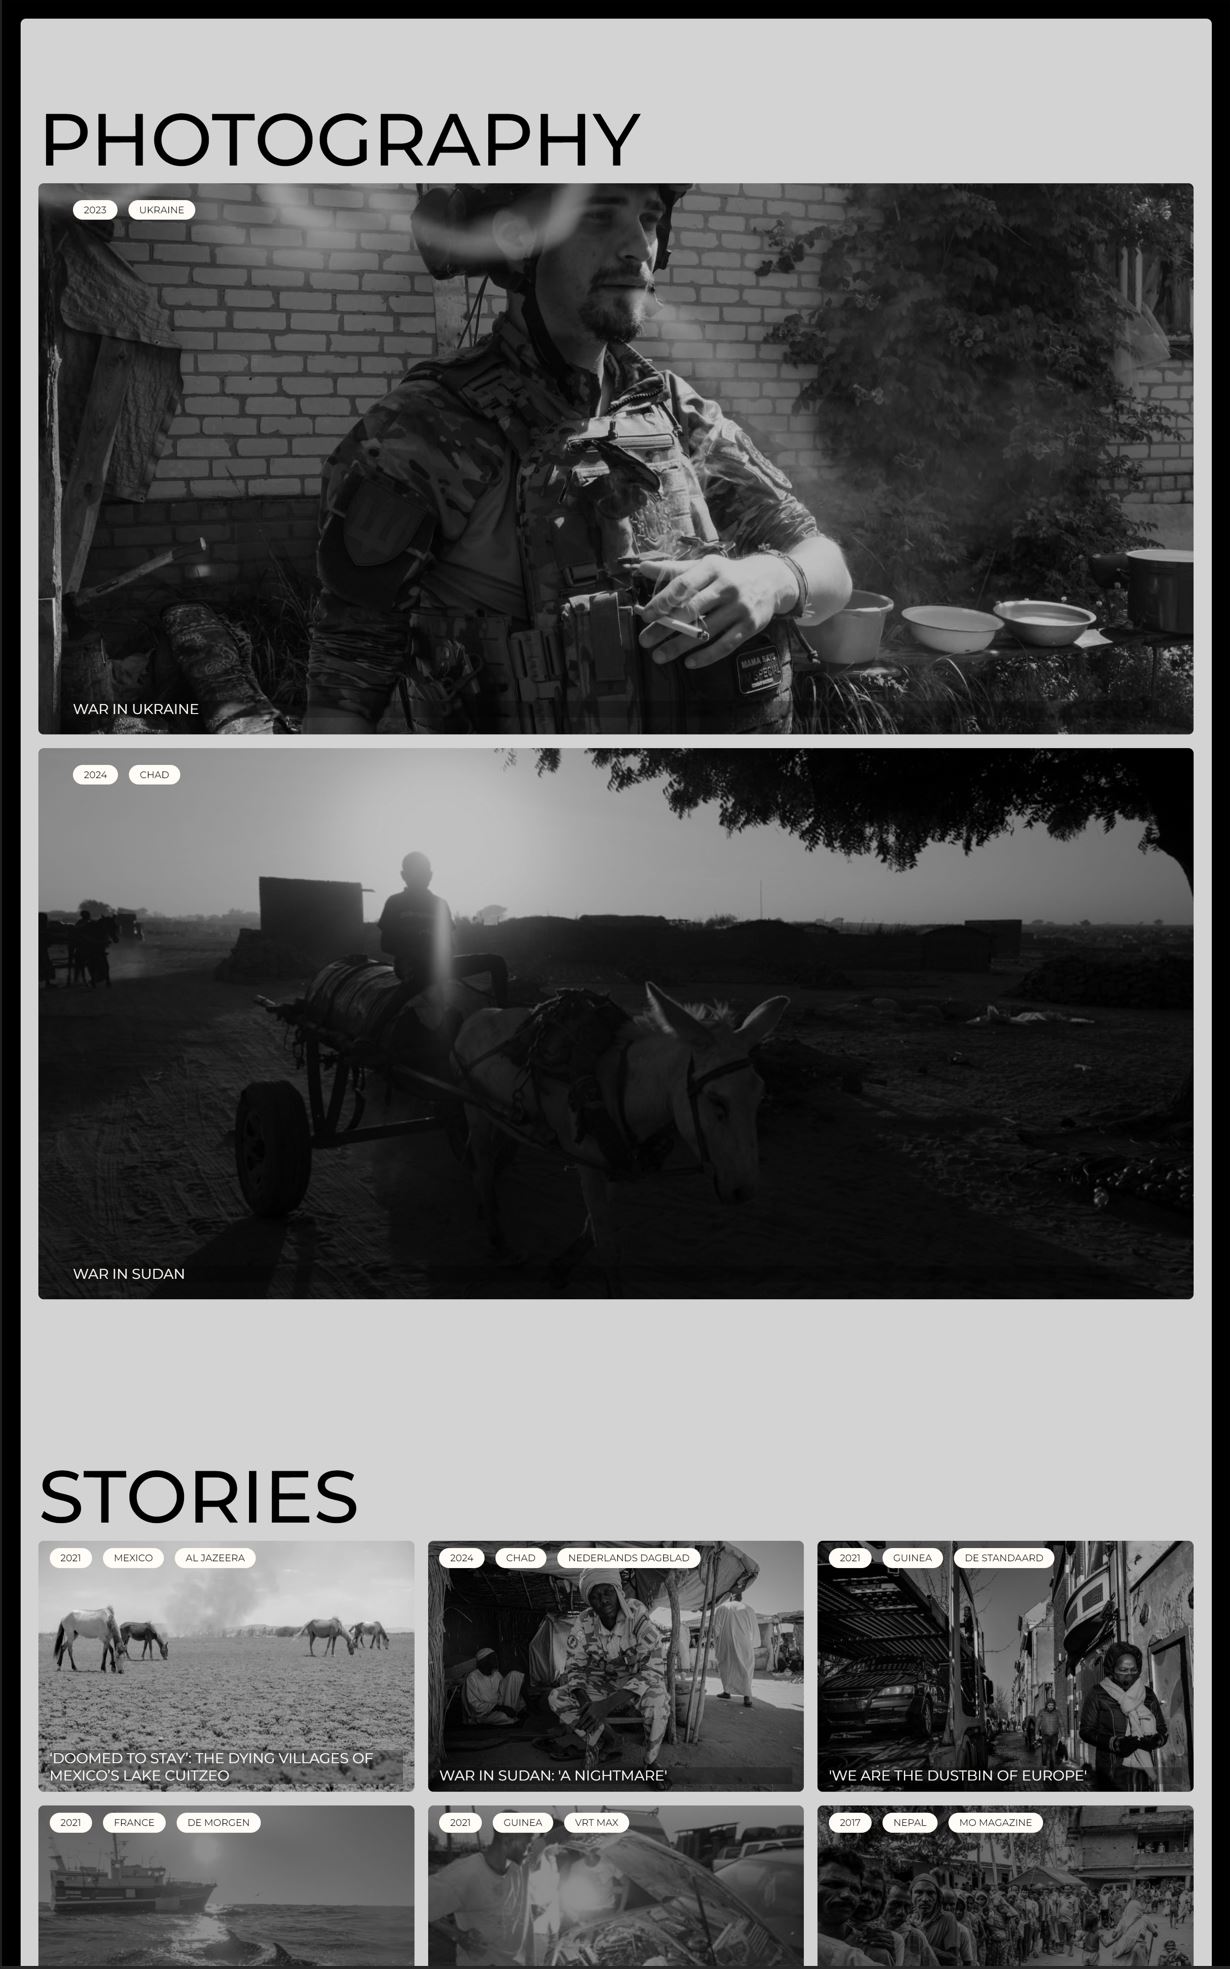 PHOTOGRAPHY
2023 UKRAINE
MAMA
SPECIAL
WAR IN UKRAINE
2024 CHAD
WAR IN SUDAN
STORIES
2021 MEXICO AL JAZEERA
'DOOMED TO STAY': THE DYING VILLAGES OF
MEXICO'S LAKE CUITZEO
2024 CHAD NEDERLANDS DAGBLAD
WAR IN SUDAN: 'A NIGHTMARE'
2021 GUINEA DE STANDAARD
'WE ARE THE DUSTBIN OF EUROPE'
2021 FRANCE DE MORGEN
2021 GUINEA VRT MAX
2017 NEPAL MO MAGAZINE